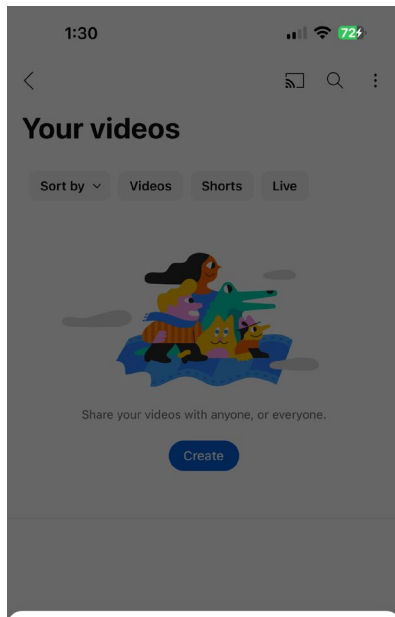 1:30 72
Your videos
Sort by Videos Shorts Live
Share your videos with anyone, or everyone.
Create